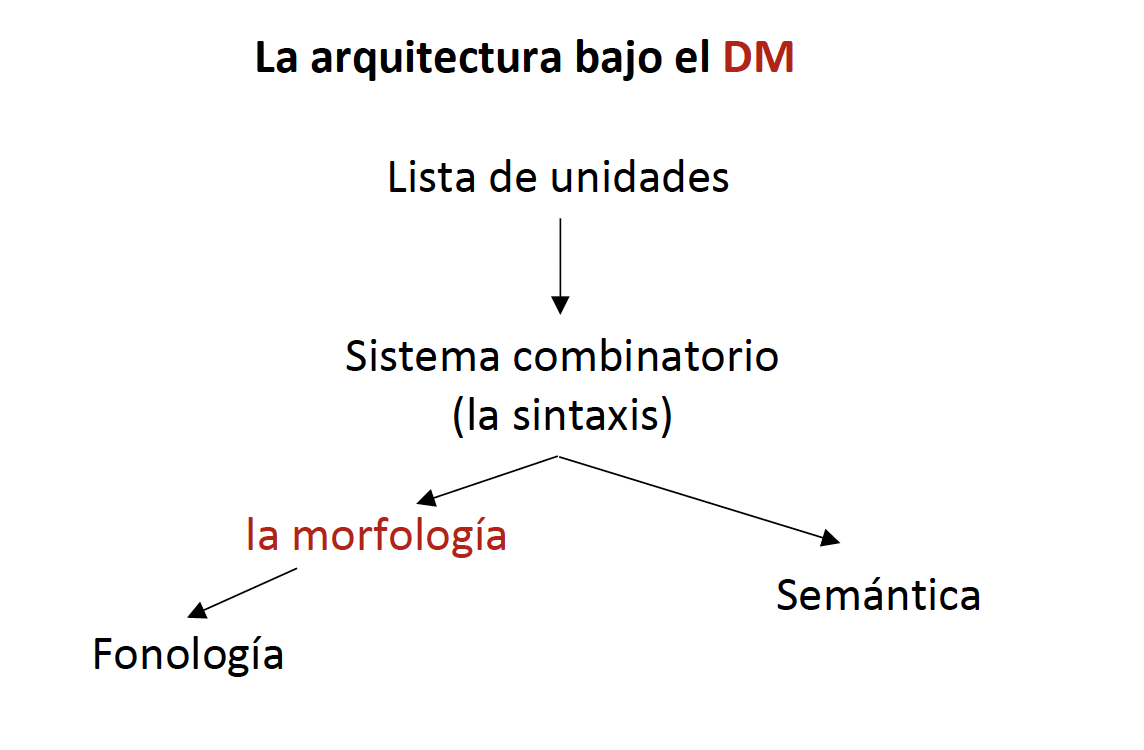 La arquitectura bajo el DM
Lista de unidades
Sistema combinatorio
(la sintaxis)
la morfología
Semántica
Fonología